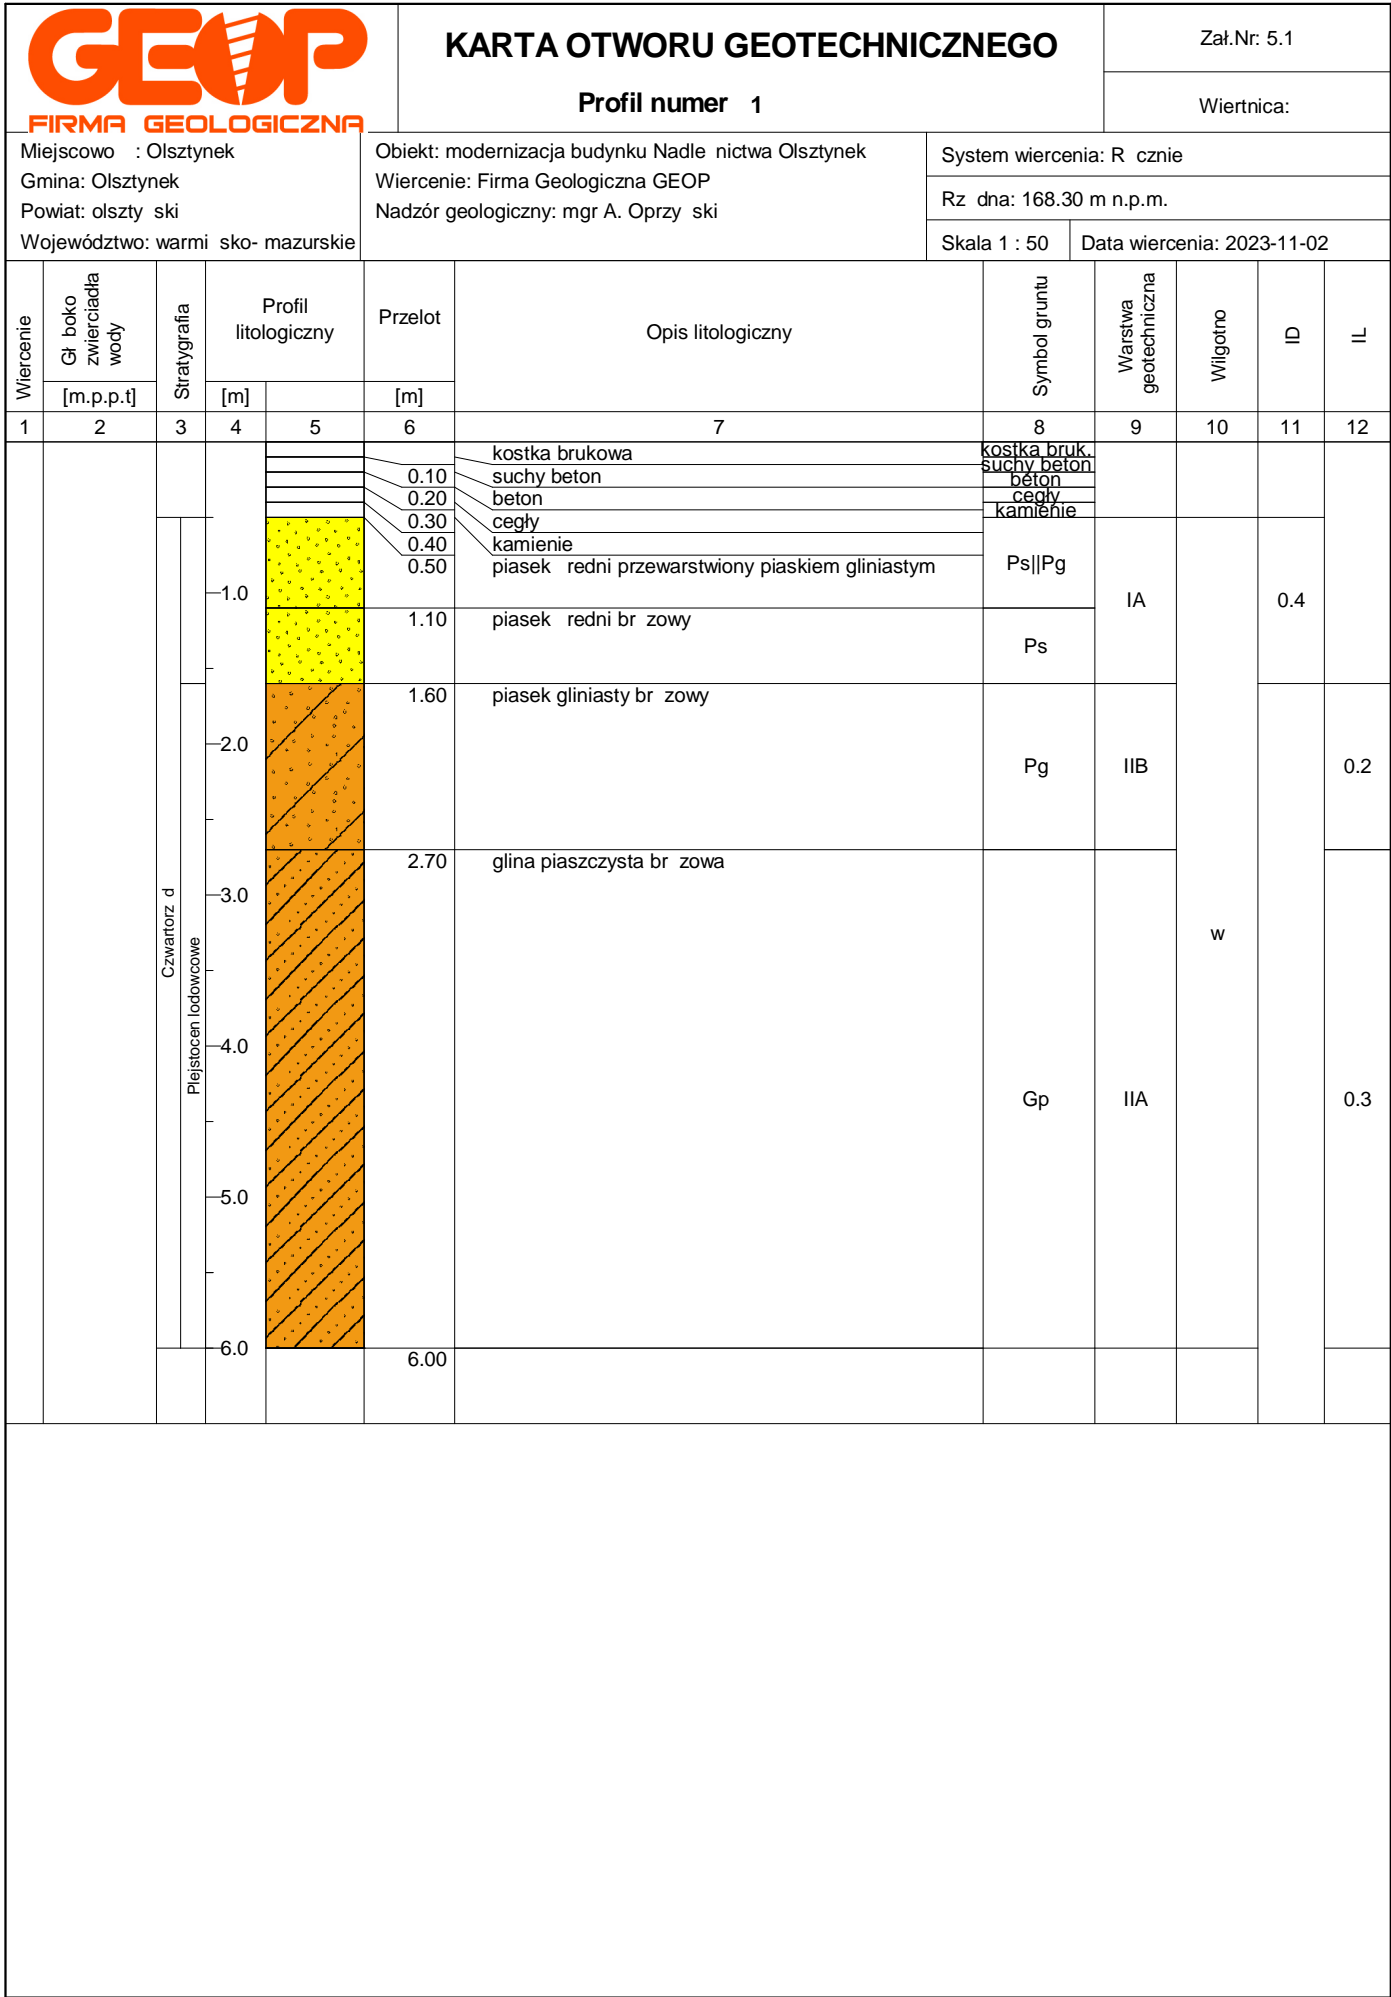 GEOP
FIRMA GEOLOGICZNA
KARTA OTWORU GEOTECHNICZNEGO
Profil numer 1
Zał.Nr: 5.1
Wiertnica:
Miejscowo : Olsztynek
Gmina: Olsztynek
Powiat: olszty ski
Województwo: warmi sko- mazurskie
Obiekt: modernizacja budynku Nadle nictwa Olsztynek
Wiercenie: Firma Geologiczna GEOP
Nadzór geologiczny: mgr A. Oprzy ski
System wiercenia: R cznie
Rz dna: 168.30 m n.p.m.
Skala 1 : 50
Data wiercenia: 2023-11-02
Wiercenie
Gł boko
zwierciadła
wody
[m.p.p.t]
Stratygrafia
Profil
litologiczny
[m]
Przelot
[m]
Opis litologiczny
Symbol gruntu
Warstwa
geotechniczna
Wilgotno
ID
IL
1 2 3 4 5 6 7 8 9 10 11 12
kostka brukowa kostka bruk.
0.10 suchy beton suchy beton
0.20 beton beton
0.30 cegły cegły
0.40 kamienie kamienie
0.50 piasek redni przewarstwiony piaskiem gliniastym Ps||Pg
1.0 IA 0.4
1.10 piasek redni br zowy
Ps
1.60 piasek gliniasty br zowy
2.0
Pg IIB 0.2
2.70 glina piaszczysta br zowa
3.0
Czwartorz d
Plejstocen lodowcowe
w
4.0
Gp IIA 0.3
5.0
6.0
6.00